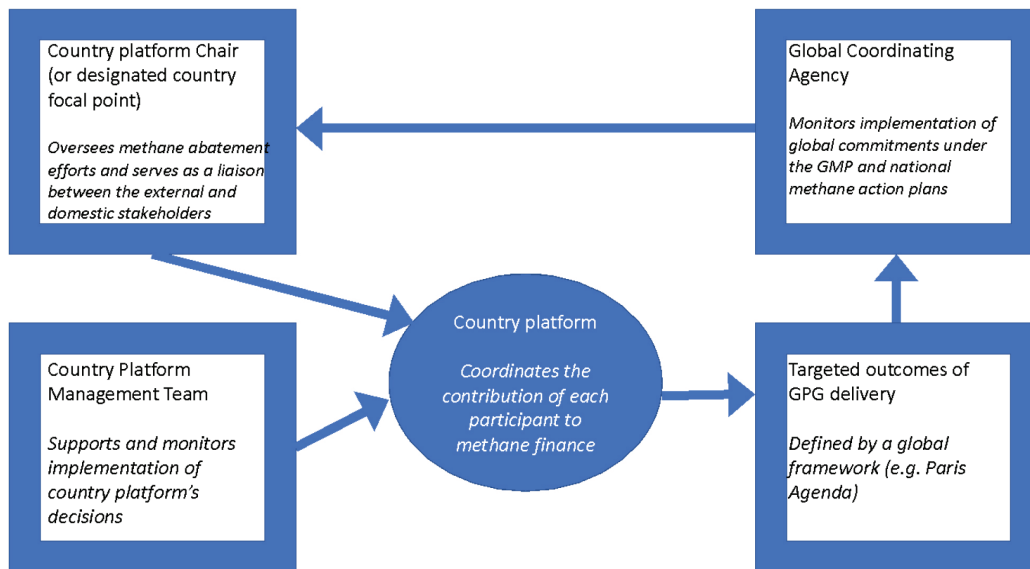 Country platform Chair
(or designated country
focal point)
Oversees methane abatement
efforts and serves as a liaison
between the external and
domestic stakeholders
Global Coordinating
Agency
Monitors implementation of
global commitments under
the GMP and national
methane action plans
Country platform
Coordinates the
contribution of each
participant to
methane finance
Country Platform
Management Team
Supports and monitors
implementation of
country platform’s
decisions
Targeted outcomes of
GPG delivery
Defined by a global
framework (e.g. Paris
Agenda)